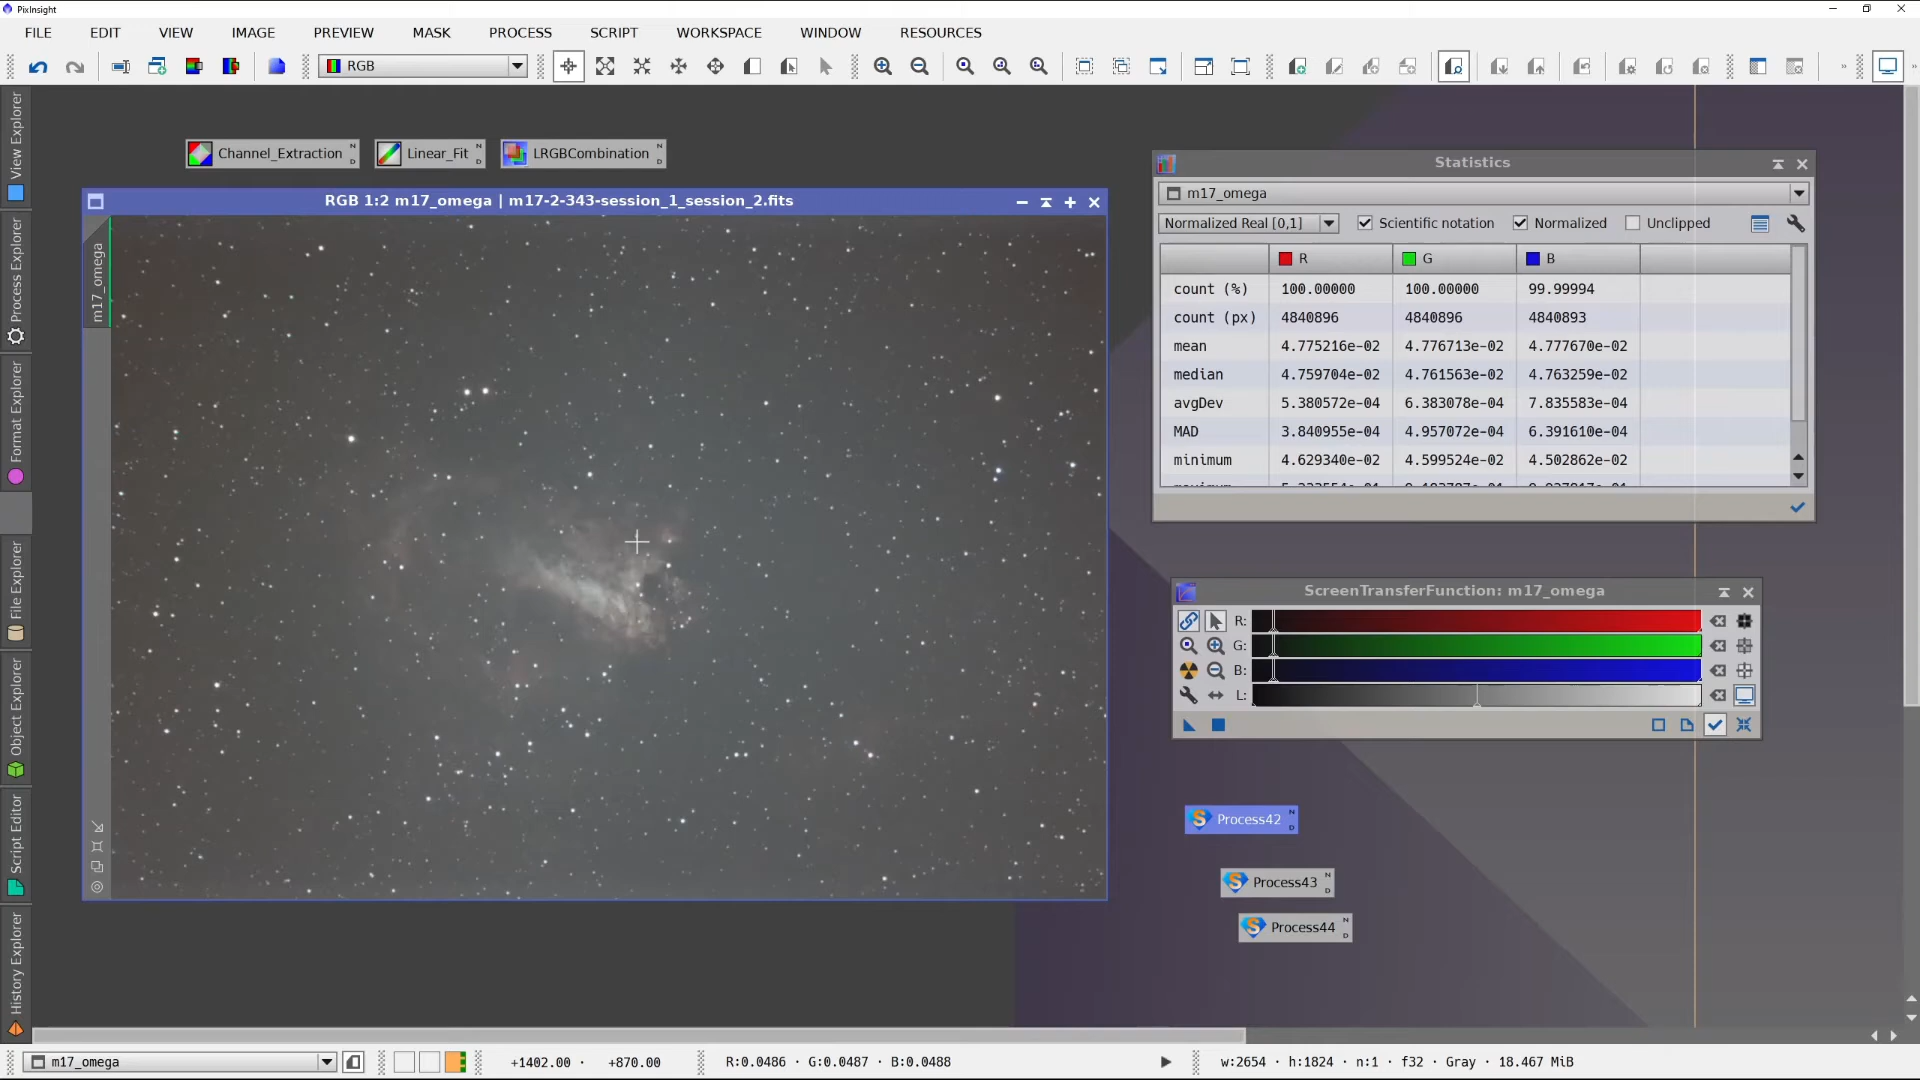 PixInsight
FILE EDIT VIEW IMAGE PREVIEW MASK PROCESS SCRIPT WORKSPACE WINDOW RESOURCES
RGB
Channel_Extraction Linear_Fit LRGBCombination
RGB 1:2 m17_omega | m17-2-343-session_1_session_2.fits
m17_omega
View Explorer
Process Explorer
Format Explorer
File Explorer
Object Explorer
Script Editor
History Explorer
Statistics
m17_omega
Normalized Real [0,1] Scientific notation Normalized Unclipped
R G B
count (%) 100.00000 100.00000 99.99994
count (px) 4840896 4840896 4840893
mean 4.775216e-02 4.776713e-02 4.777670e-02
median 4.759704e-02 4.761563e-02 4.763259e-02
avgDev 5.380572e-04 6.383078e-04 7.835583e-04
MAD 3.840955e-04 4.957072e-04 6.391610e-04
minimum 4.629340e-02 4.599524e-02 4.502862e-02
ScreenTransferFunction: m17_omega
R:
G:
B:
L:
Process42
Process43
Process44
m17_omega +1402.00 · +870.00 R:0.0486 · G:0.0487 · B:0.0488 w:2654 · h:1824 · n:1 · f32 · Gray · 18.467 MiB